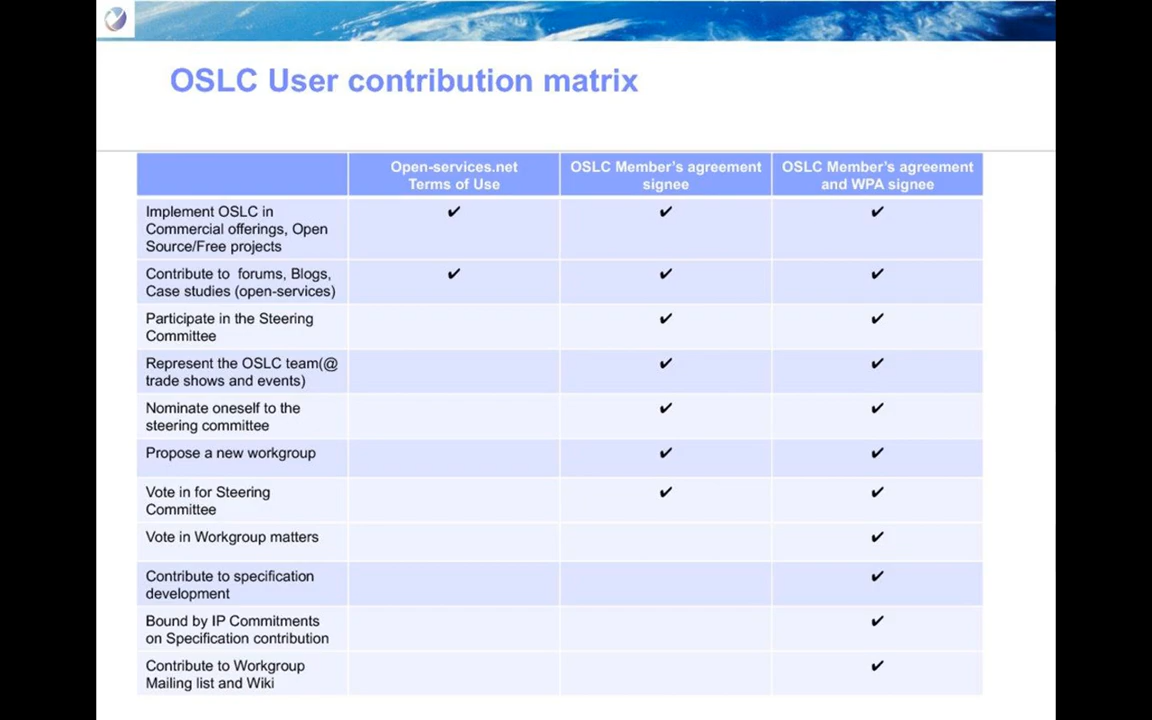 OSLC User contribution matrix
Open-services.net
Terms of Use
OSLC Member's agreement
signee
OSLC Member's agreement
and WPA signee
Implement OSLC in
Commercial offerings, Open
Source/Free projects
✔ ✔ ✔
Contribute to forums, Blogs,
Case studies (open-services)
✔ ✔ ✔
Participate in the Steering
Committee
✔ ✔
Represent the OSLC team(@
trade shows and events)
✔ ✔
Nominate oneself to the
steering committee
✔ ✔
Propose a new workgroup
✔ ✔
Vote in for Steering
Committee
✔ ✔
Vote in Workgroup matters
✔
Contribute to specification
development
✔
Bound by IP Commitments
on Specification contribution
✔
Contribute to Workgroup
Mailing list and Wiki
✔